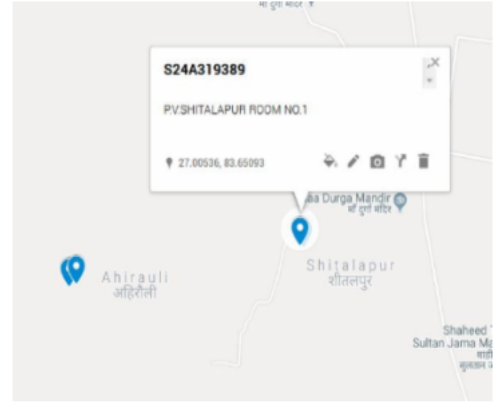 माँ दुर्गा मंदिर
S24A319389
P.V.SHITALAPUR ROOM NO.1
27.00536, 83.65093
aa Durga Mandir
माँ दुर्गा मंदिर
Ahirauli
अहिरौली
Shitalapur
शीतलपुर
Shaheed
Sultan Jama Ma